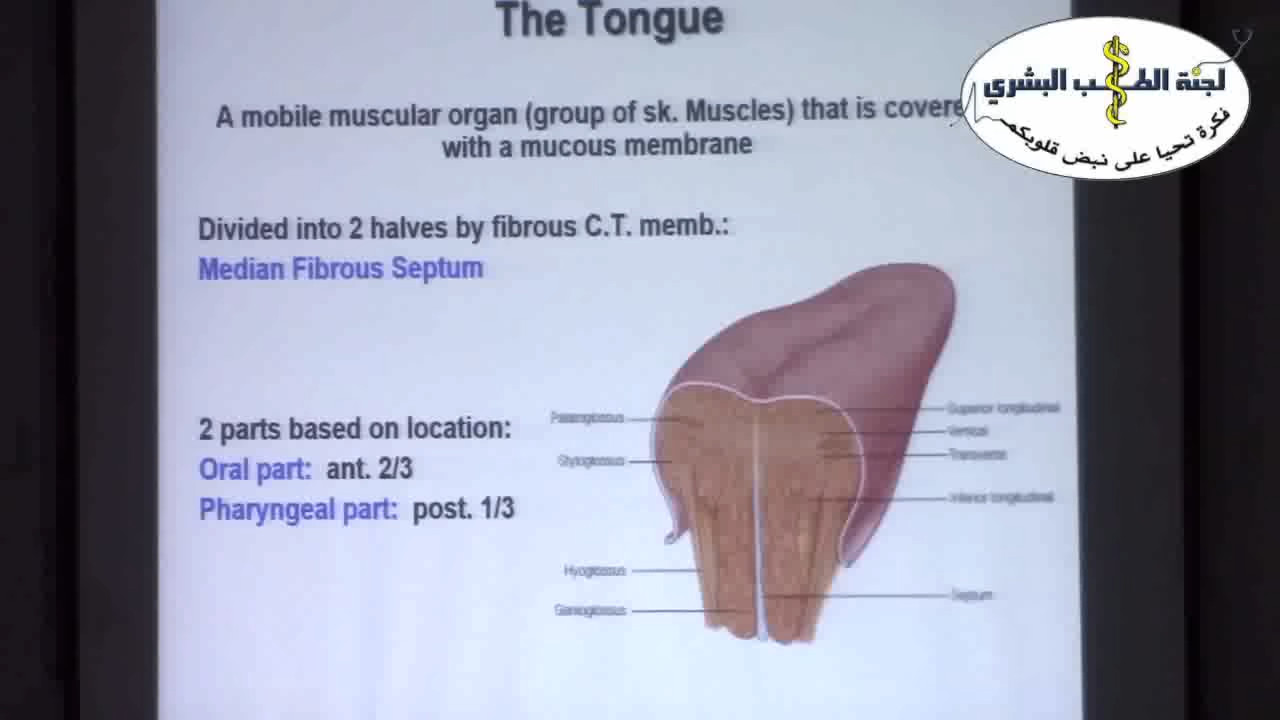 The Tongue
A mobile muscular organ (group of sk. Muscles) that is covere
with a mucous membrane
Divided into 2 halves by fibrous C.T. memb.:
Median Fibrous Septum
2 parts based on location:
Oral part: ant. 2/3
Pharyngeal part: post. 1/3
Palatoglossus
Styloglossus
Hyoglossus
Genioglossus
Superior longitudinal
Vertical
Transverse
Inferior longitudinal
Septum
لجنة الطب البشري
فكرة تحيا على نبض قلوبكم